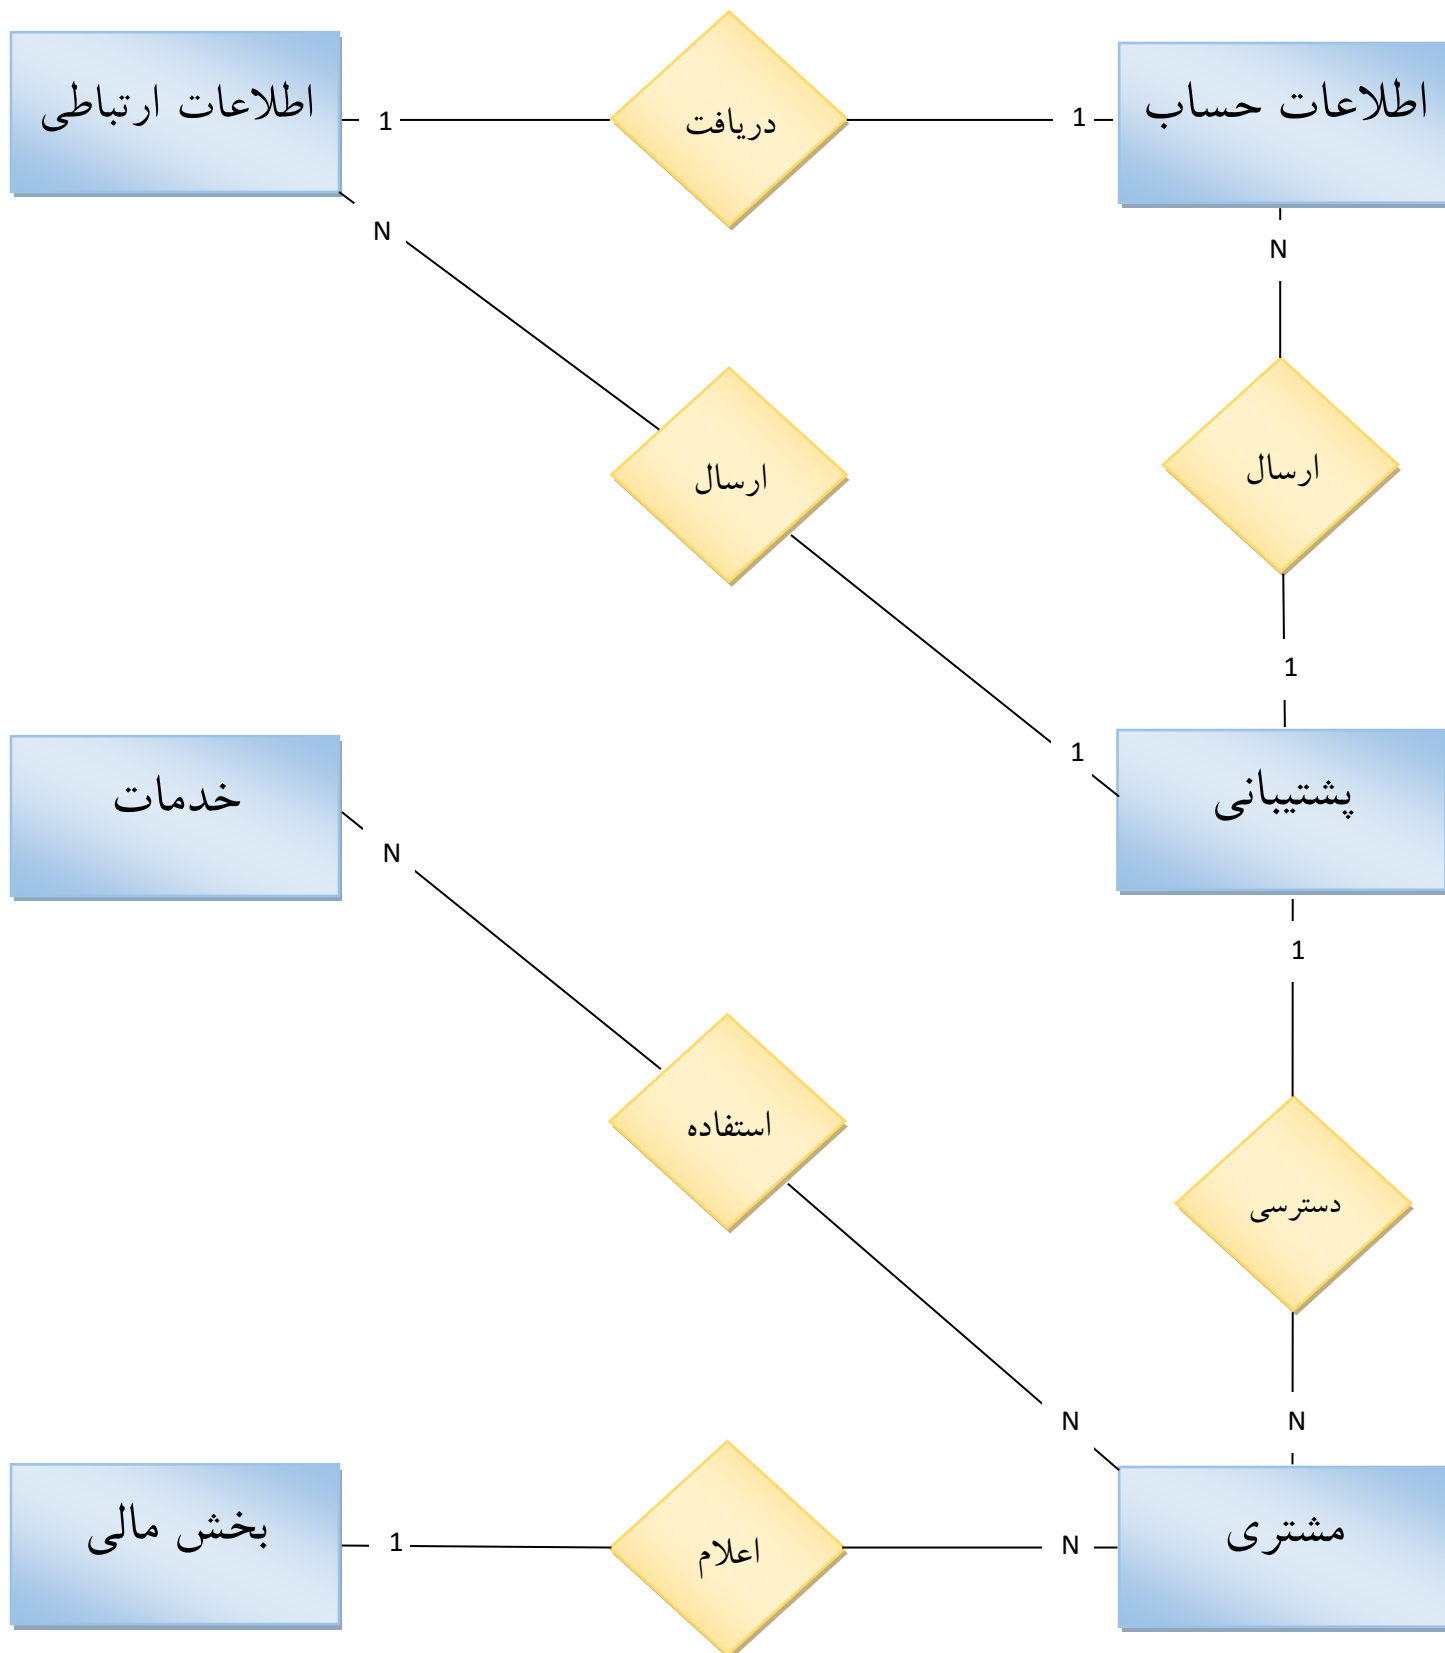 اطلاعات حساب
1
دریافت
1
اطلاعات ارتباطی
N
N
ارسال
ارسال
1
1
پشتیبانی
خدمات
N
1
استفاده
دسترسی
N
N
مشتری
N
اعلام
1
بخش مالی